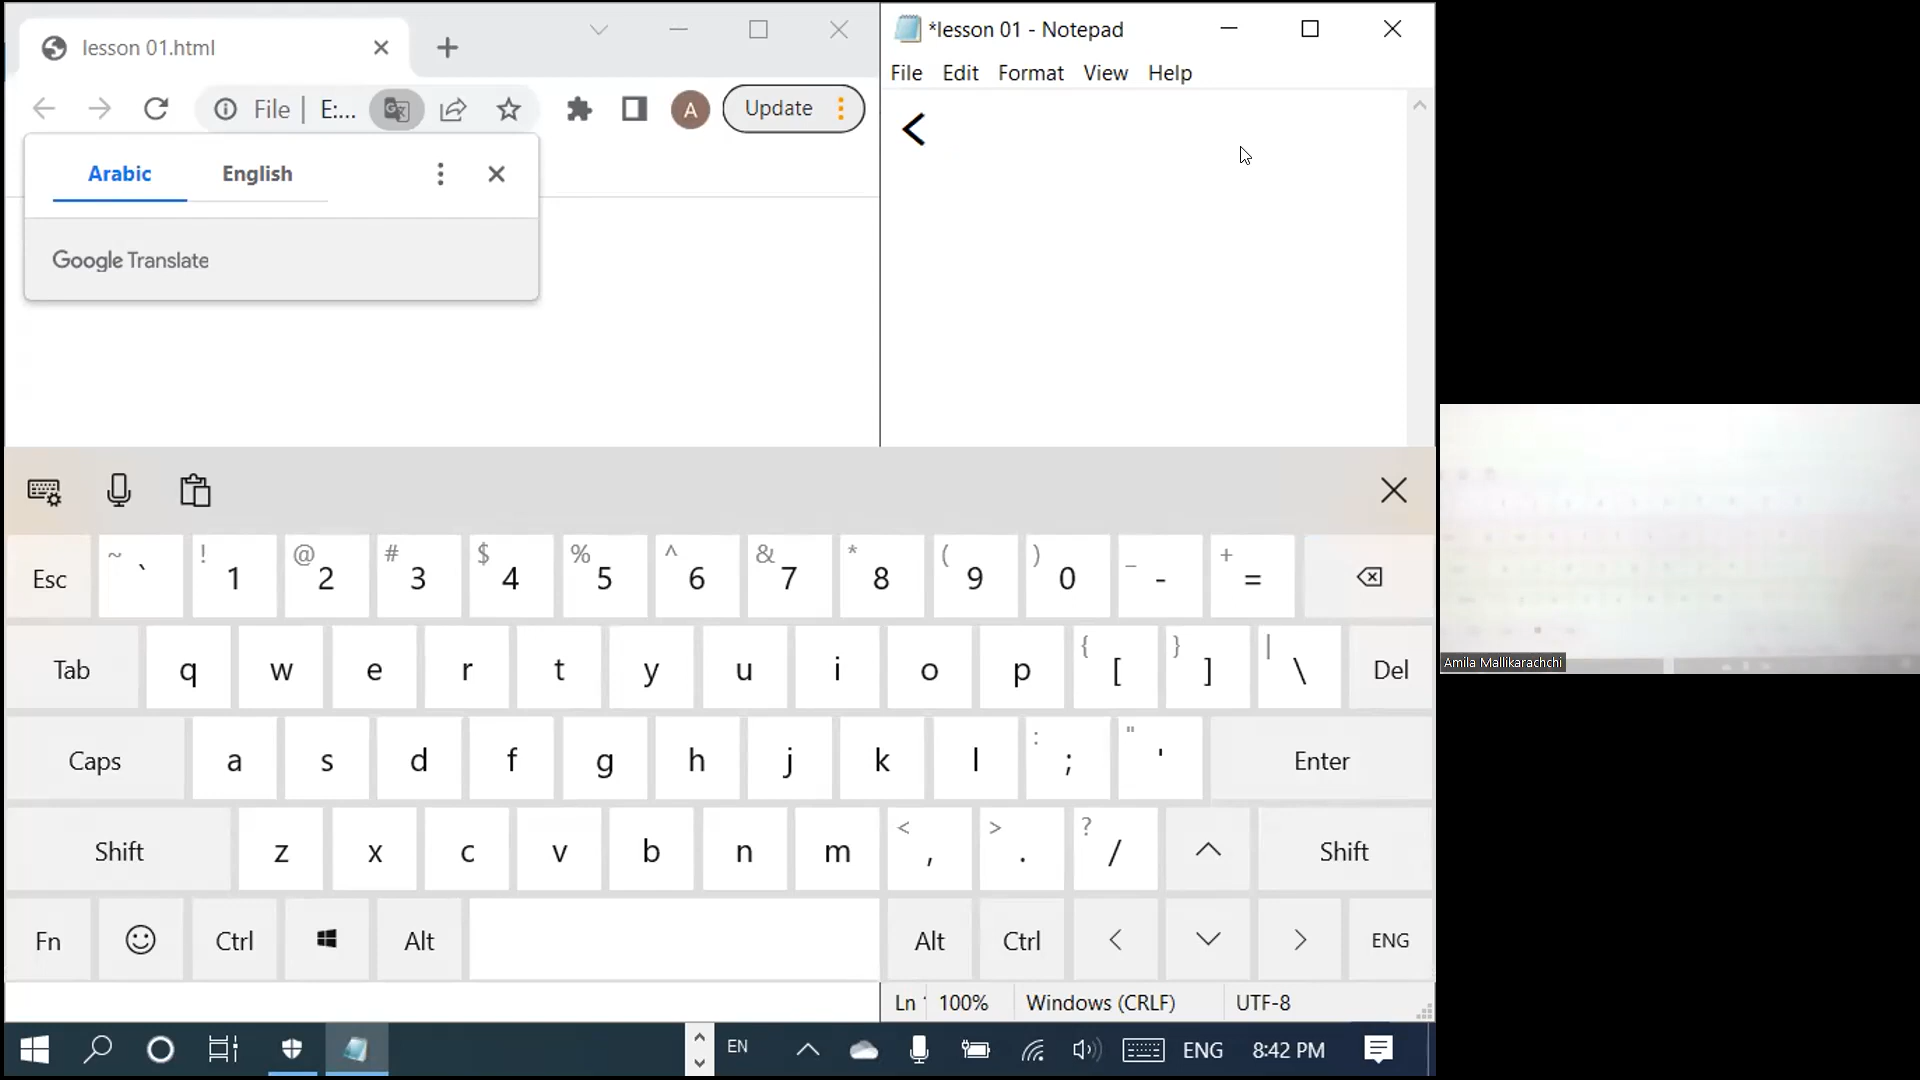 lesson 01.html
File
E:...
Update
A
Arabic
English
Google Translate
*lesson 01 - Notepad
File Edit Format View Help
<
Esc ~ ` ! 1 @ 2 # 3 $ 4 % 5 ^ 6 & 7 * 8 ( 9 ) 0 _ - + =
Tab q w e r t y u i o p { [ } ] | \ Del
Caps a s d f g h j k l : ; " ' Enter
Shift z x c v b n m < , > . ? / Shift
Fn Ctrl Alt Alt Ctrl ENG
Ln 100% Windows (CRLF) UTF-8
EN ENG 8:42 PM
Amila Mallikarachchi